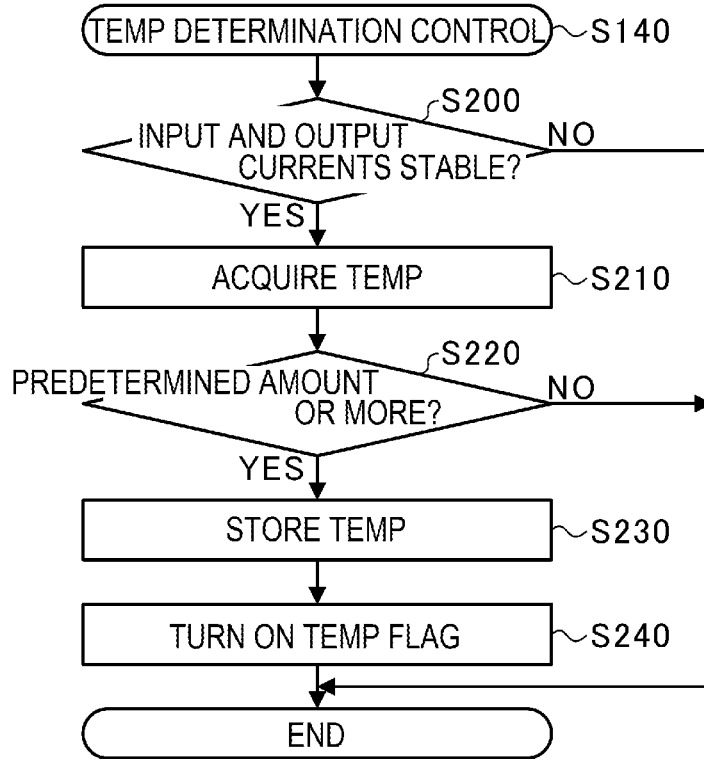 TEMP DETERMINATION CONTROL
S140
S200
INPUT AND OUTPUT
CURRENTS STABLE?
NO
YES
ACQUIRE TEMP
S210
S220
PREDETERMINED AMOUNT
OR MORE?
NO
YES
STORE TEMP
S230
TURN ON TEMP FLAG
S240
END